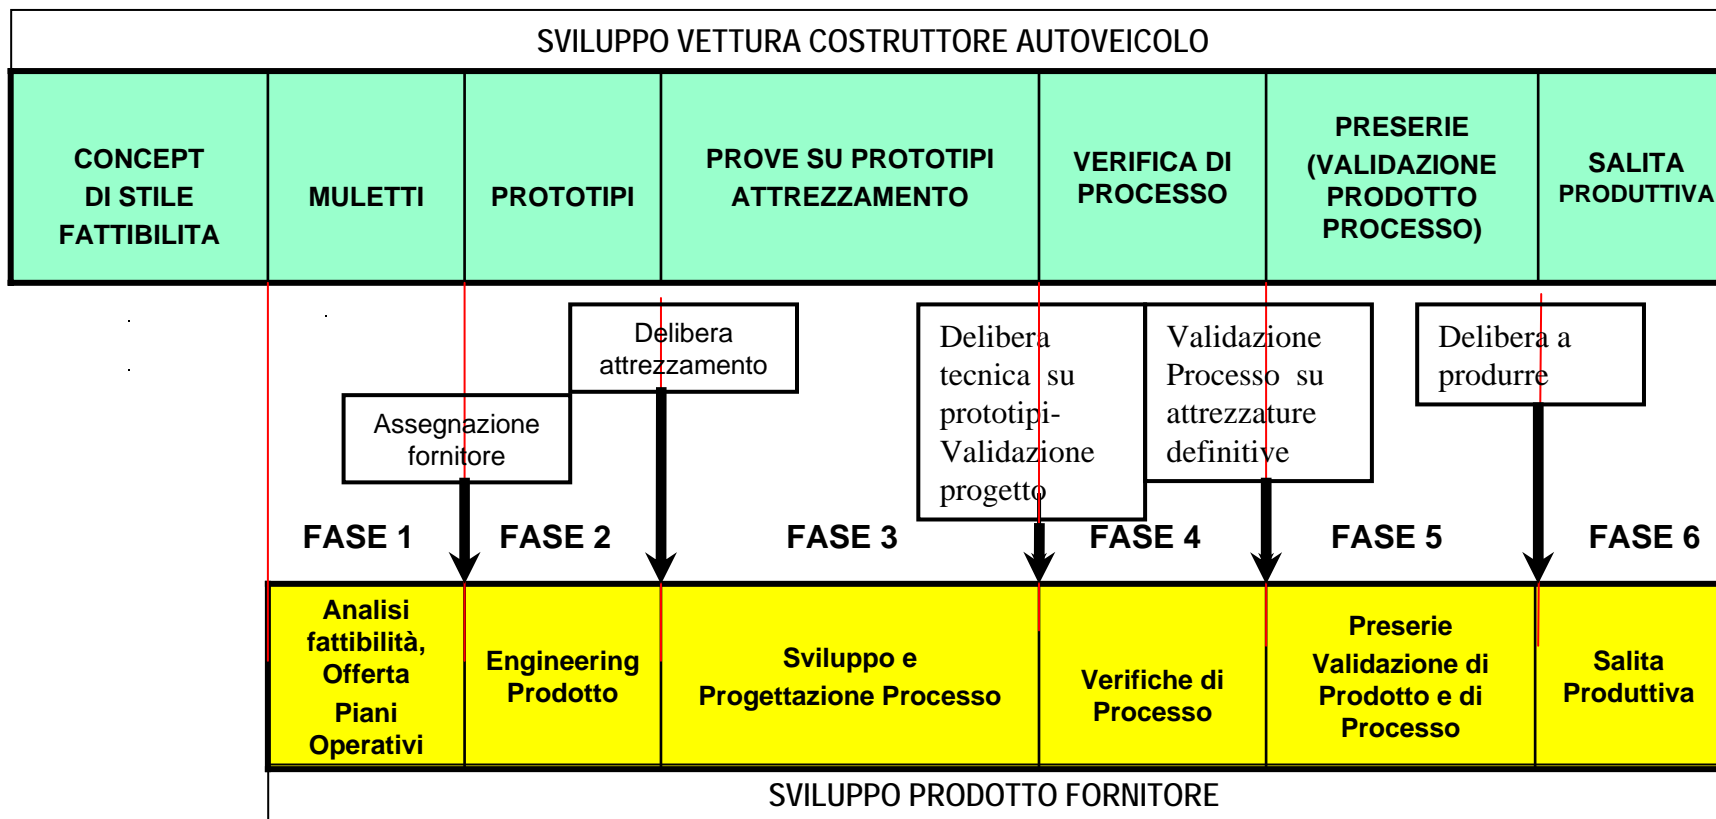 SVILUPPO VETTURA COSTRUTTORE AUTOVEICOLO
CONCEPT
DI STILE
FATTIBILITA
MULETTI
PROTOTIPI
PROVE SU PROTOTIPI
ATTREZZAMENTO
VERIFICA DI
PROCESSO
PRESERIE
(VALIDAZIONE
PRODOTTO
PROCESSO)
SALITA
PRODUTTIVA
Delibera
attrezzamento
Assegnazione
fornitore
Delibera
tecnica su
prototipi-
Validazione
progetto
Validazione
Processo su
attrezzature
definitive
Delibera a
produrre
FASE 1
FASE 2
FASE 3
FASE 4
FASE 5
FASE 6
Analisi
fattibilità,
Offerta
Piani
Operativi
Engineering
Prodotto
Sviluppo e
Progettazione Processo
Verifiche di
Processo
Preserie
Validazione di
Prodotto e di
Processo
Salita
Produttiva
SVILUPPO PRODOTTO FORNITORE